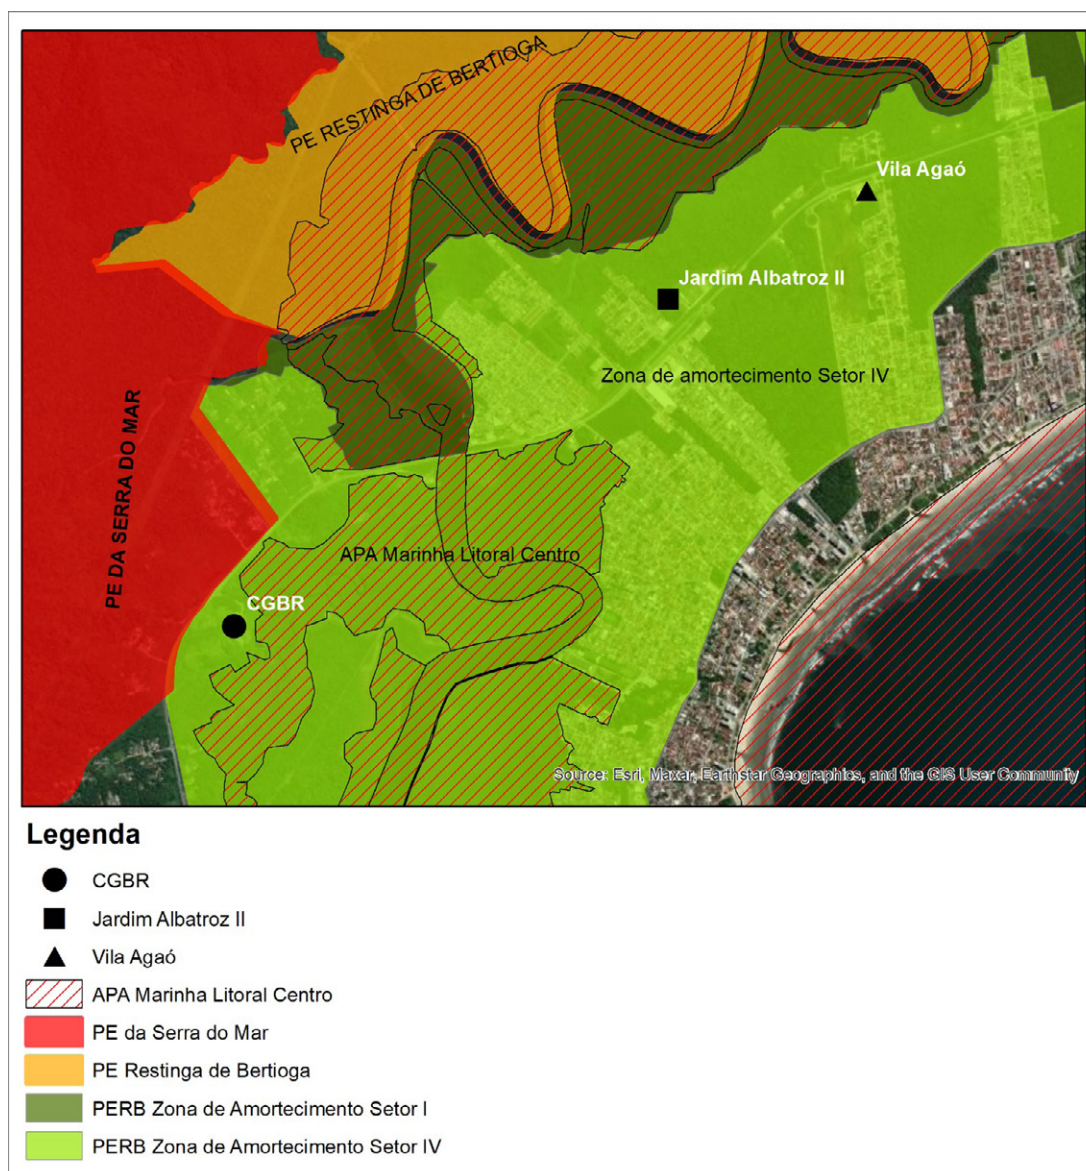 PE RESTINGA DE BERTIOGA
Vila Agaó
Jardim Albatroz II
Zona de amortecimento Setor IV
PE DA SERRA DO MAR
APA Marinha Litoral Centro
CGBR
Source: Esri, Maxar, Earthstar Geographics, and the GIS User Community
Legenda
CGBR
Jardim Albatroz II
Vila Agaó
APA Marinha Litoral Centro
PE da Serra do Mar
PE Restinga de Bertioga
PERB Zona de Amortecimento Setor I
PERB Zona de Amortecimento Setor IV